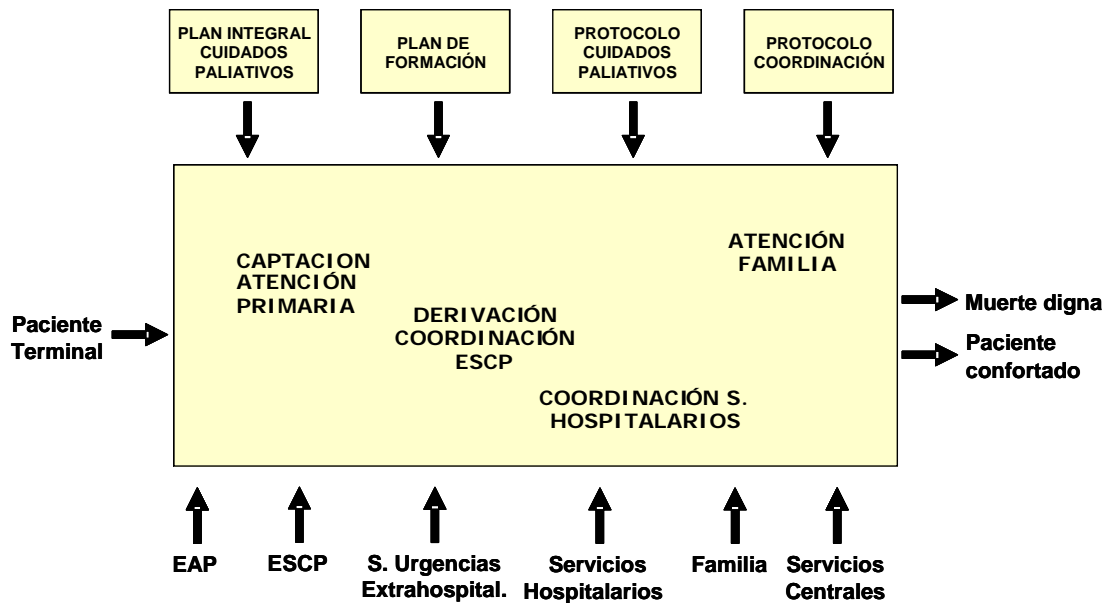 PLAN INTEGRAL
CUIDADOS
PALIATIVOS
PLAN DE
FORMACIÓN
PROTOCOLO
CUIDADOS
PALIATIVOS
PROTOCOLO
COORDINACIÓN
CAPTACION
ATENCIÓN
PRIMARIA
DERIVACIÓN
COORDINACIÓN
ESCP
COORDINACIÓN S.
HOSPITALARIOS
ATENCIÓN
FAMILIA
Paciente
Terminal
Muerte digna
Paciente
confortado
EAP
ESCP
S. Urgencias
Extrahospital.
Servicios
Hospitalarios
Familia
Servicios
Centrales